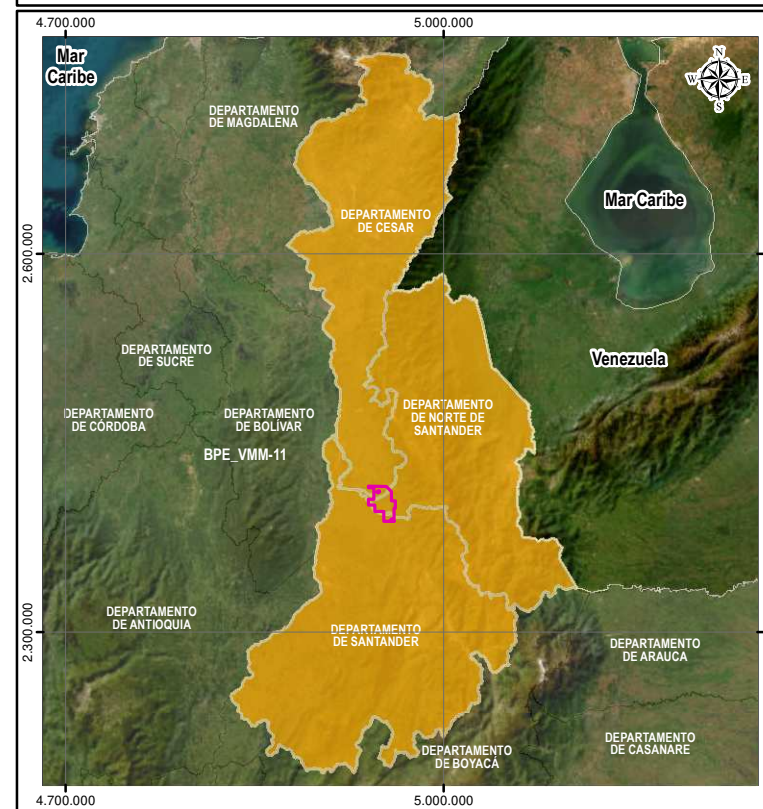 4.700.000
5.000.000
Mar
Caribe
N
W
E
S
DEPARTAMENTO
DE MAGDALENA
Mar Caribe
DEPARTAMENTO
DE CESAR
2.600.000
DEPARTAMENTO
DE SUCRE
Venezuela
DEPARTAMENTO
DE CÓRDOBA
DEPARTAMENTO
DE BOLÍVAR
DEPARTAMENTO
DE NORTE DE
SANTANDER
BPE_VMM-11
DEPARTAMENTO
DE ANTIOQUIA
2.300.000
DEPARTAMENTO
DE SANTANDER
DEPARTAMENTO
DE ARAUCA
DEPARTAMENTO
DE CASANARE
DEPARTAMENTO
DE BOYACÁ
4.700.000
5.000.000